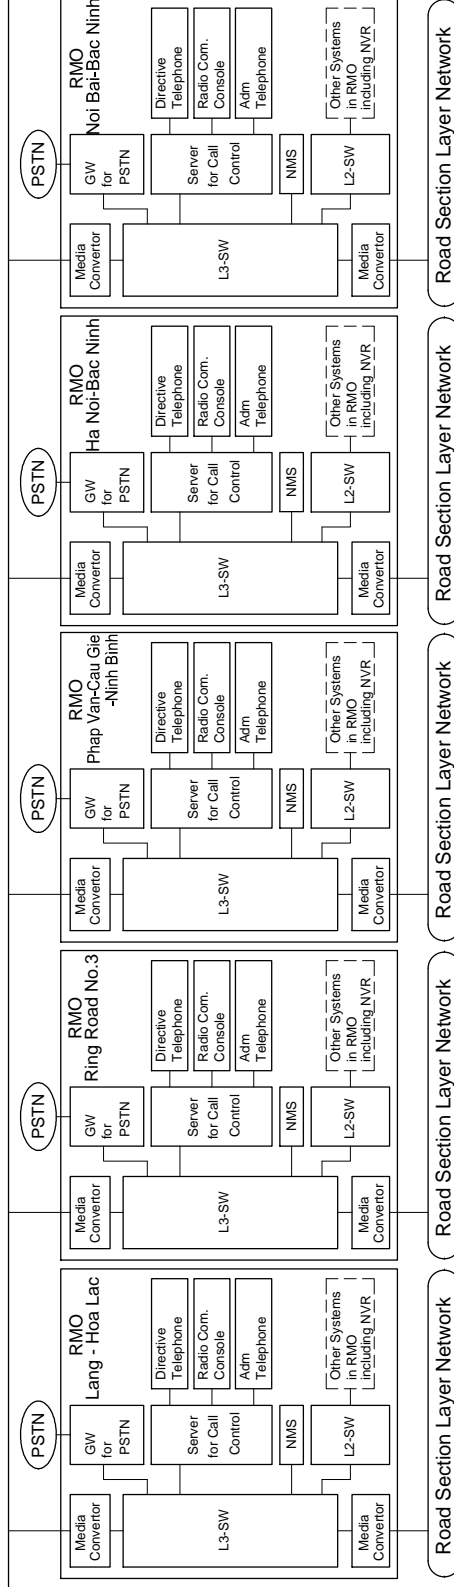 PSTN
RMO
Lang - Hoa Lac
Media
Convertor
GW
for
PSTN
L3-SW
Server
for Call
Control
Directive
Telephone
Radio Com.
Console
Adm
Telephone
NMS
Media
Convertor
L2-SW
Other Systems
in RMO
including NVR
Road Section Layer Network
PSTN
RMO
Ring Road No.3
Media
Convertor
GW
for
PSTN
L3-SW
Server
for Call
Control
Directive
Telephone
Radio Com.
Console
Adm
Telephone
NMS
Media
Convertor
L2-SW
Other Systems
in RMO
including NVR
Road Section Layer Network
PSTN
RMO
Phap Van-Cau Gie
-Ninh Binh
Media
Convertor
GW
for
PSTN
L3-SW
Server
for Call
Control
Directive
Telephone
Radio Com.
Console
Adm
Telephone
NMS
Media
Convertor
L2-SW
Other Systems
in RMO
including NVR
Road Section Layer Network
PSTN
RMO
Ha Noi-Bac Ninh
Media
Convertor
GW
for
PSTN
L3-SW
Server
for Call
Control
Directive
Telephone
Radio Com.
Console
Adm
Telephone
NMS
Media
Convertor
L2-SW
Other Systems
in RMO
including NVR
Road Section Layer Network
PSTN
RMO
Noi Bai-Bac Ninh
Media
Convertor
GW
for
PSTN
L3-SW
Server
for Call
Control
Directive
Telephone
Radio Com.
Console
Adm
Telephone
NMS
Media
Convertor
L2-SW
Other Systems
in RMO
including NVR
Road Section Layer Network